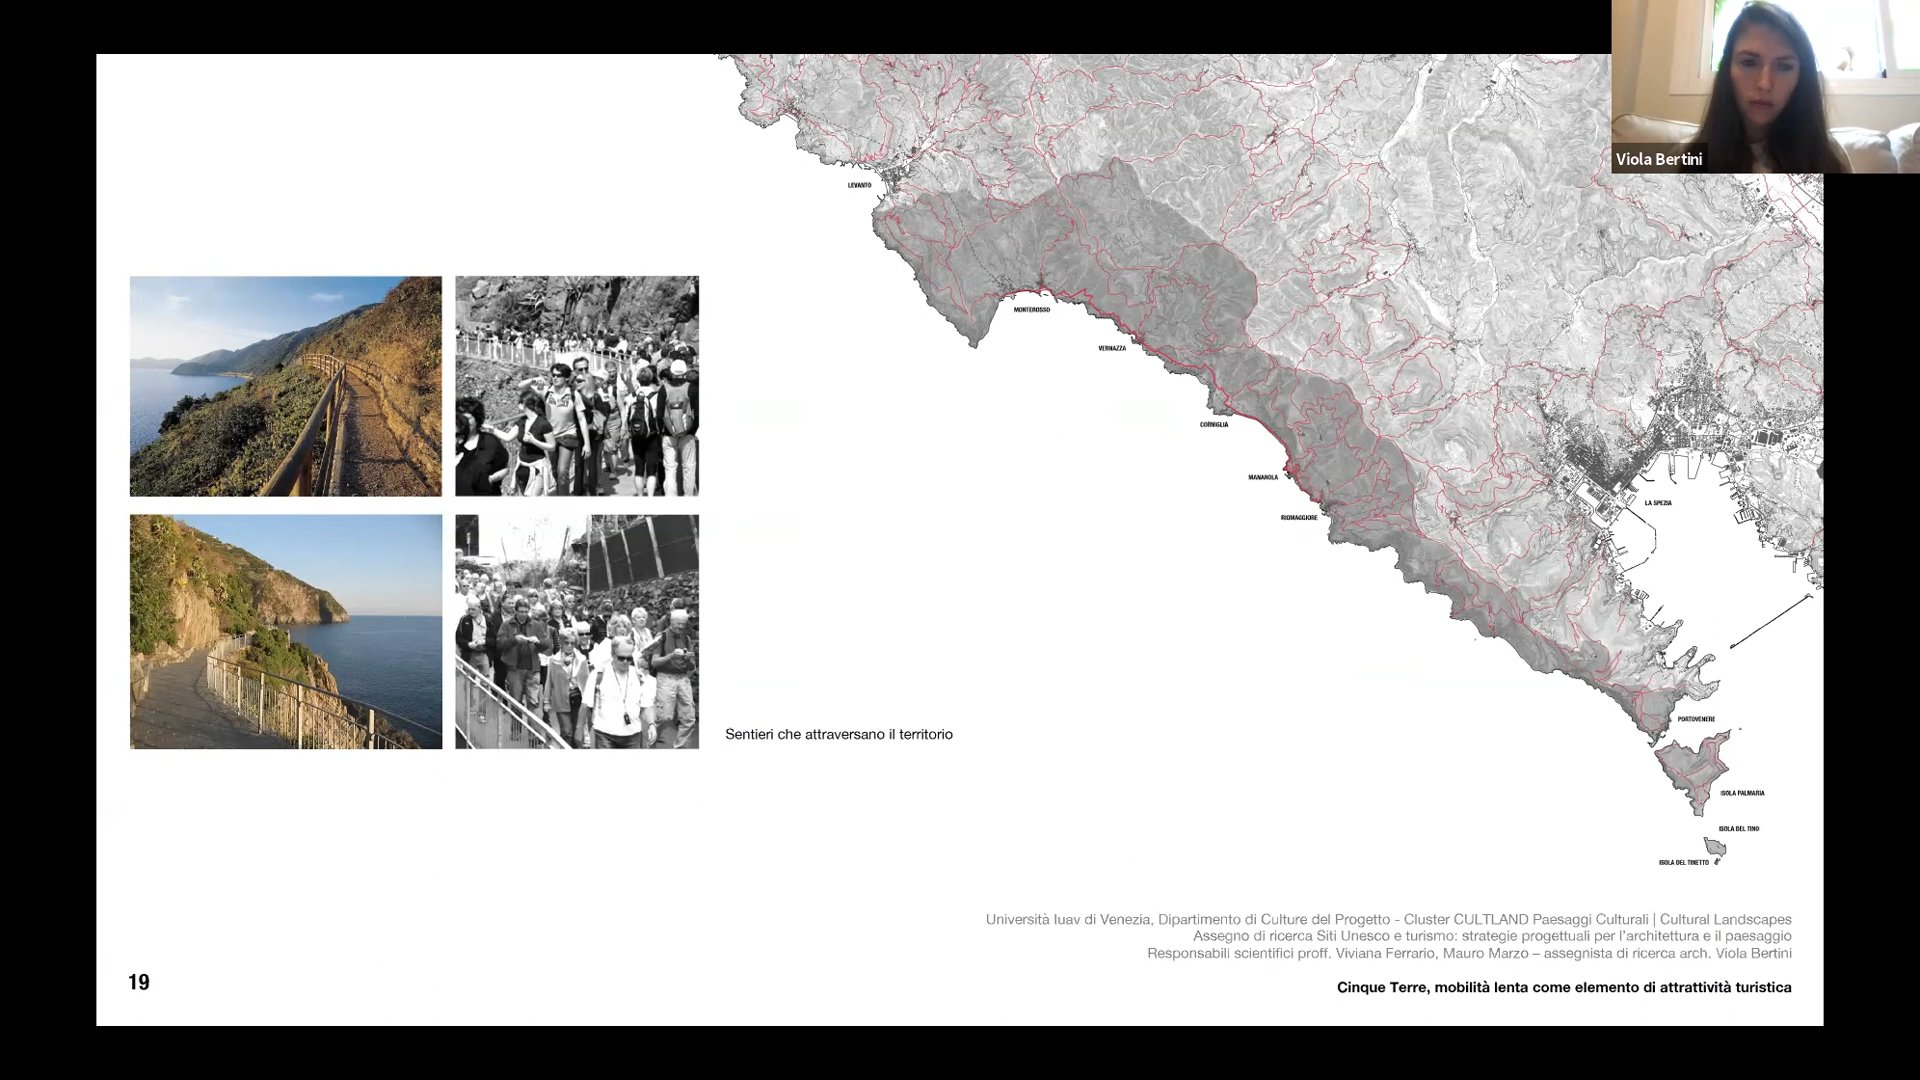 Viola Bertini
LEVANTO
MONTEROSSO
VERNAZZA
CORNIGLIA
MANAROLA
RIOMAGGIORE
LA SPEZIA
PORTOVENERE
ISOLA PALMARIA
ISOLA DEL TINO
ISOLA DEL TINETTO
Sentieri che attraversano il territorio
Università Iuav di Venezia, Dipartimento di Culture del Progetto - Cluster CULTLAND Paesaggi Culturali | Cultural Landscapes
Assegno di ricerca Siti Unesco e turismo: strategie progettuali per l'architettura e il paesaggio
Responsabili scientifici proff. Viviana Ferrario, Mauro Marzo – assegnista di ricerca arch. Viola Bertini
19
Cinque Terre, mobilità lenta come elemento di attrattività turistica